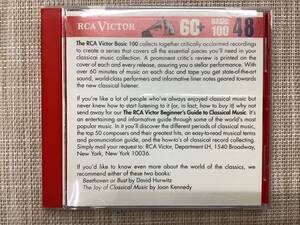 RCA VICTOR 60+ BASIC 100 48
The RCA Victor Basic 100 collects together critically acclaimed recordings
to create a series that covers all the essential pieces you'll need in your
classical music collection. A prominent critic's review is printed on the
cover of each and every release, assuring you a stellar performance. With
over 60 minutes of music on each disc and tape you get state-of-the-art
sound, world-class performers and informative liner notes geared towards the
new classical listener.
If you're like a lot of people who've always enjoyed classical music but
never knew how to start listening to it (or, in fact, how to buy it) why not
send away for our The RCA Victor Beginner's Guide to Classical Music. It's
an entertaining and informative guide through some of the world's most
popular music. In it you'll discover the different periods of classical music,
the top 50 composers and their greatest hits, an easy-to-read musical terms
and pronunciation guide, and the how-to's of classical record collecting.
Simply mail your request to: RCA Victor, Department LH, 1540 Broadway,
New York, New York 10036.
If you'd like to know even more about the world of the classics, we
recommend either of these two books:
Beethoven or Bust by David Hurwitz
The Joy of Classical Music by Joan Kennedy